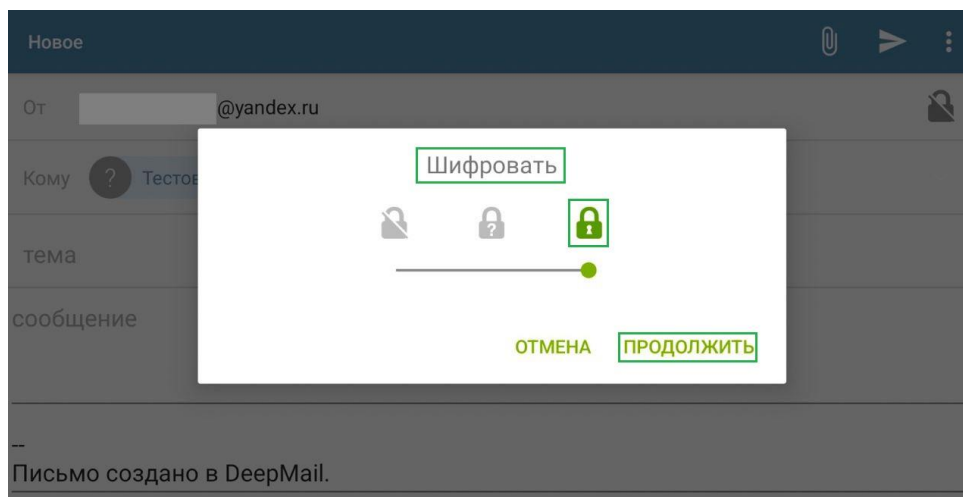 Новое
От @yandex.ru
Шифровать
Кому ? Тестов
?
тема
сообщение
ОТМЕНА ПРОДОЛЖИТЬ
--
Письмо создано в DeepMail.